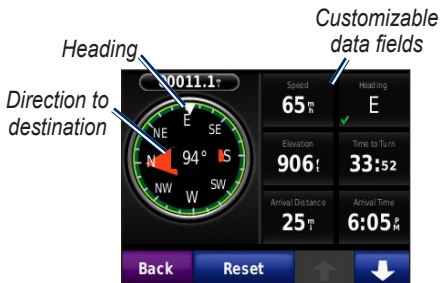 Customizable
data fields
Heading
Direction to
destination
00011.1
Speed
65 m h
Heading
E
E
NE
SE
N
94°
S
NW
SW
W
Elevation
906 f t
Time to Turn
33:52
Arrival Distance
25 m i
Arrival Time
6:05 P M
Back
Reset